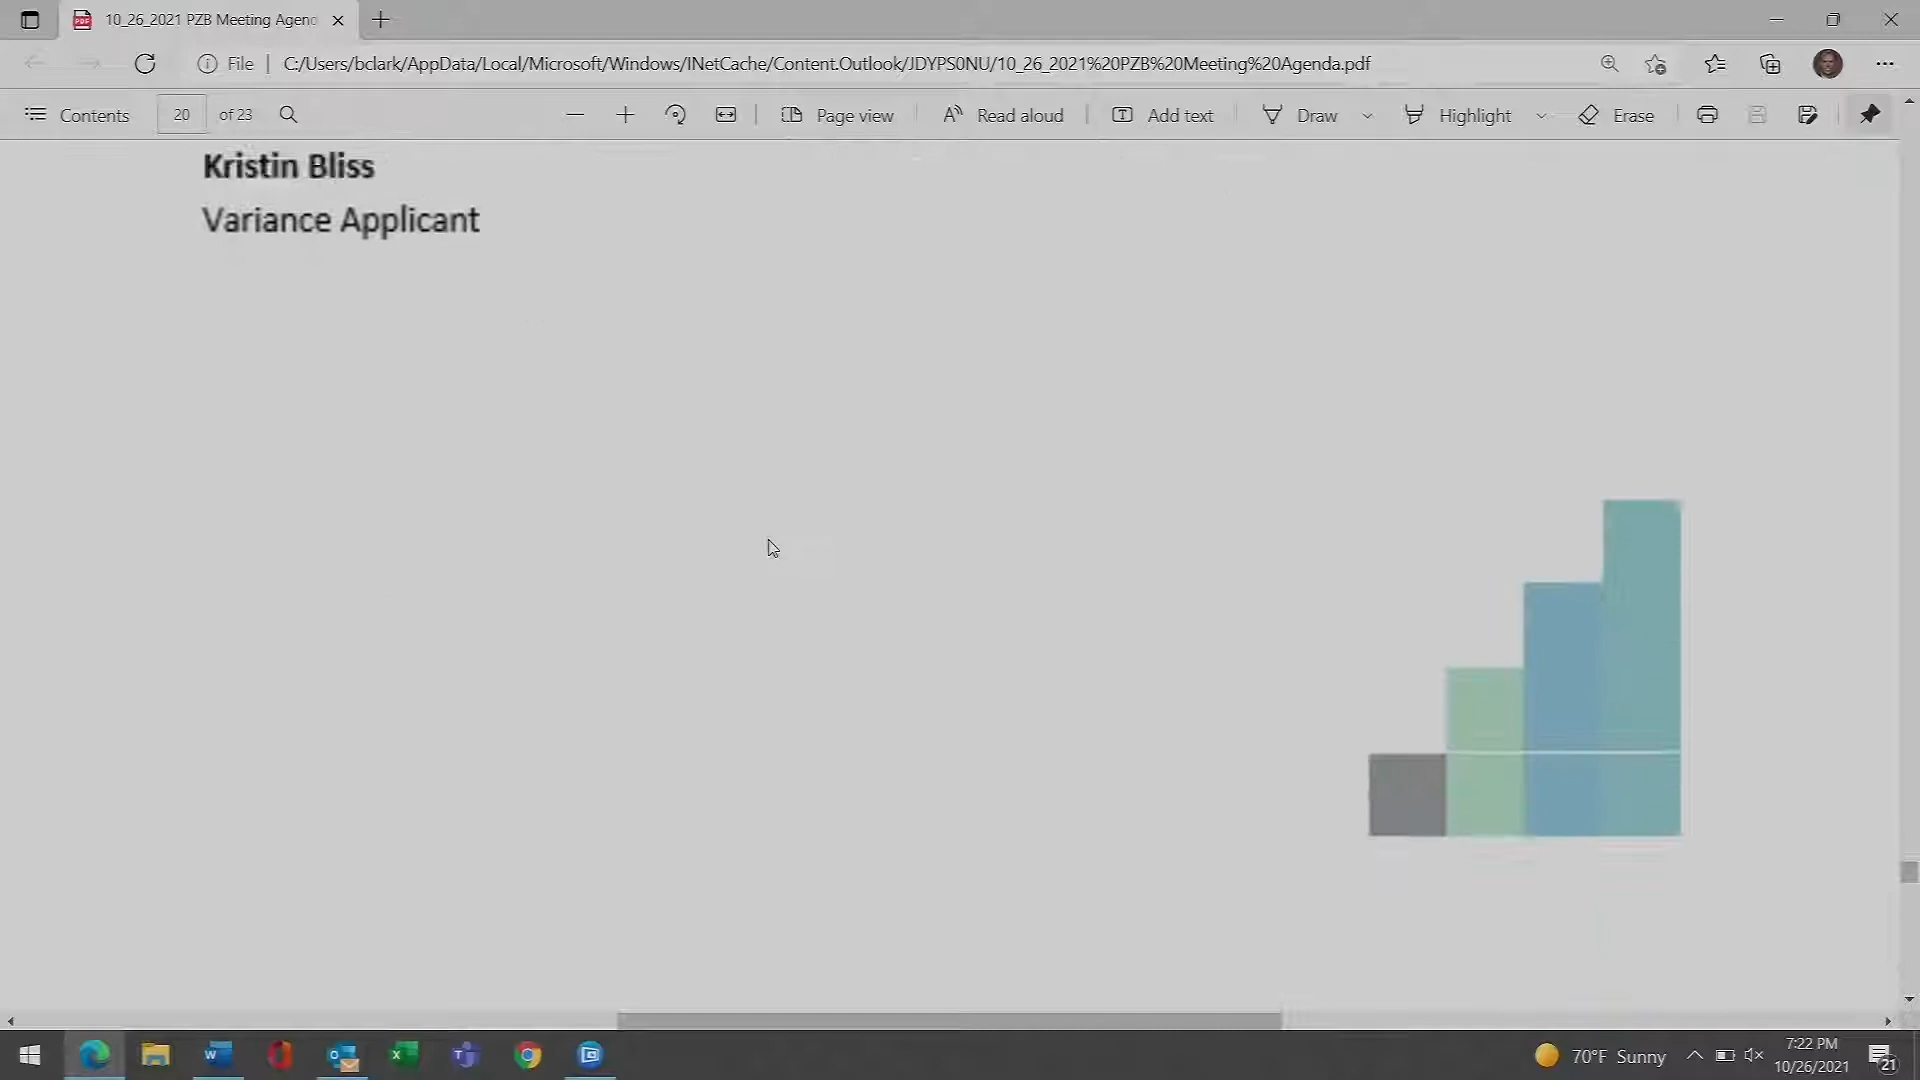 10_26_2021 PZB Meeting Agend
File
C:/Users/bclark/AppData/Local/Microsoft/Windows/INetCache/Content.Outlook/JDYPS0NU/10_26_2021%20PZB%20Meeting%20Agenda.pdf
Contents
20 of 23
Page view
Read aloud
Add text
Draw
Highlight
Erase
Kristin Bliss
Variance Applicant
70°F Sunny
7:22 PM
10/26/2021
21